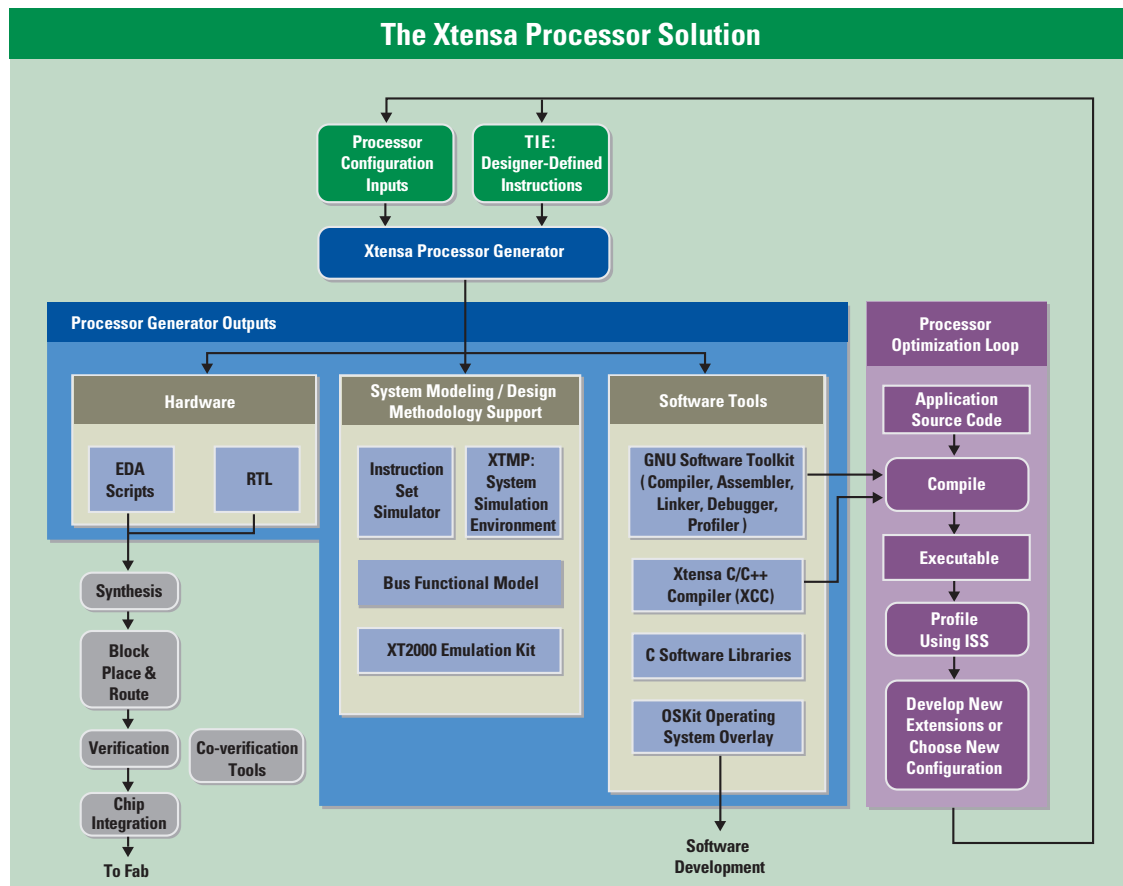 The Xtensa Processor Solution
Processor
Configuration
Inputs
TIE:
Designer-Defined
Instructions
Xtensa Processor Generator
Processor Generator Outputs
Hardware
EDA
Scripts
RTL
System Modeling / Design
Methodology Support
Instruction
Set
Simulator
XTMP:
System
Simulation
Environment
Bus Functional Model
XT2000 Emulation Kit
Software Tools
GNU Software Toolkit
( Compiler, Assembler,
Linker, Debugger,
Profiler )
Xtensa C/C++
Compiler (XCC)
C Software Libraries
OSKit Operating
System Overlay
Software
Development
Processor
Optimization Loop
Application
Source Code
Compile
Executable
Profile
Using ISS
Develop New
Extensions or
Choose New
Configuration
Synthesis
Block
Place &
Route
Verification
Co-verification
Tools
Chip
Integration
To Fab